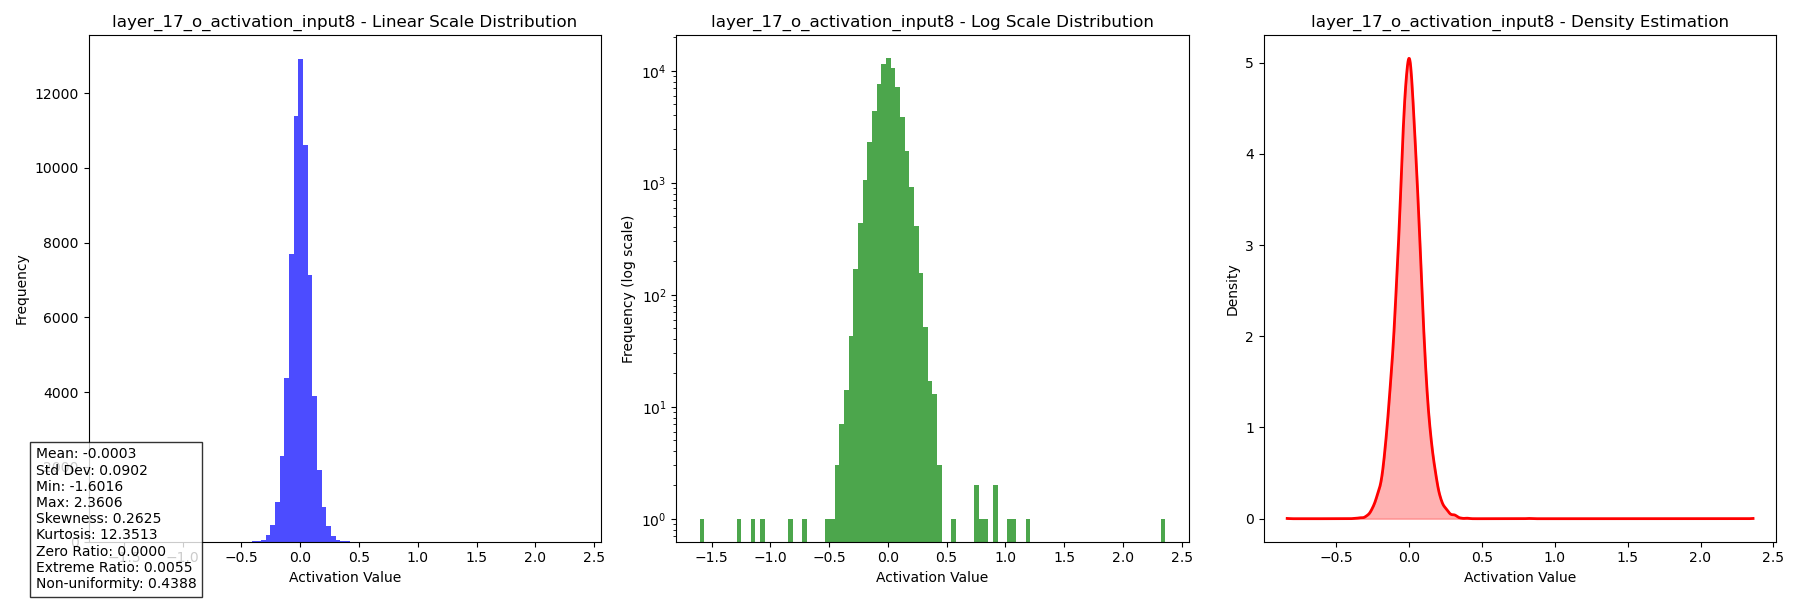 layer_17_o_activation_input8 - Linear Scale Distribution
Frequency
12000
10000
8000
6000
4000
Mean: -0.0003
Std Dev: 0.0902
Min: -1.6016
Max: 2.3606
Skewness: 0.2625
Kurtosis: 12.3513
Zero Ratio: 0.0000
Extreme Ratio: 0.0055
Non-uniformity: 0.4388
−0.5 0.0 0.5 1.0 1.5 2.0 2.5
Activation Value
layer_17_o_activation_input8 - Log Scale Distribution
Frequency (log scale)
10⁴
10³
10²
10¹
10⁰
−1.5 −1.0 −0.5 0.0 0.5 1.0 1.5 2.0 2.5
Activation Value
layer_17_o_activation_input8 - Density Estimation
Density
5
4
3
2
1
0
−0.5 0.0 0.5 1.0 1.5 2.0 2.5
Activation Value